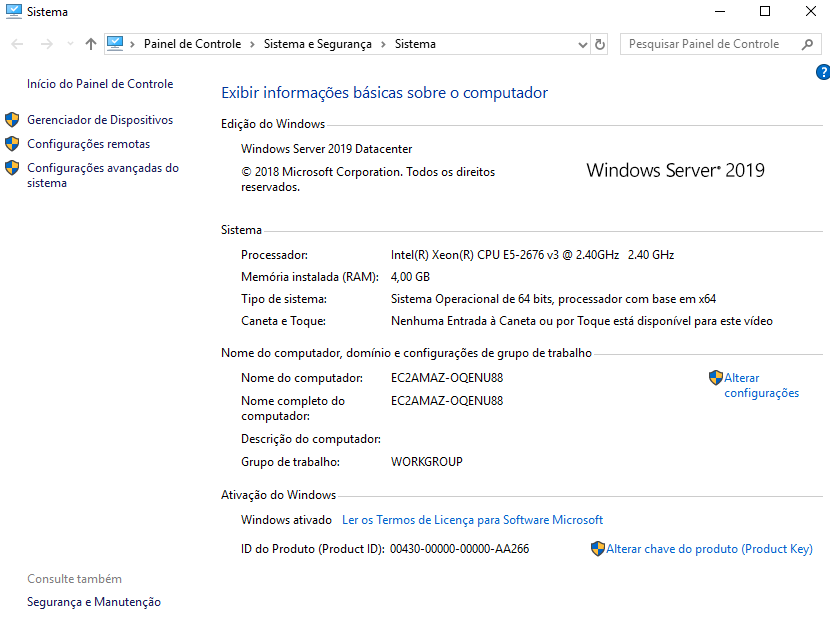 Sistema
Painel de Controle > Sistema e Segurança > Sistema
Pesquisar Painel de Controle
?
Início do Painel de Controle
Gerenciador de Dispositivos
Configurações remotas
Configurações avançadas do
sistema
Exibir informações básicas sobre o computador
Edição do Windows
Windows Server 2019 Datacenter
© 2018 Microsoft Corporation. Todos os direitos
reservados.
Windows Server® 2019
Sistema
Processador: Intel(R) Xeon(R) CPU E5-2676 v3 @ 2.40GHz 2.40 GHz
Memória instalada (RAM): 4,00 GB
Tipo de sistema: Sistema Operacional de 64 bits, processador com base em x64
Caneta e Toque: Nenhuma Entrada à Caneta ou por Toque está disponível para este vídeo
Nome do computador, domínio e configurações de grupo de trabalho
Nome do computador: EC2AMAZ-OQENU88
Alterar
configurações
Nome completo do
computador:
EC2AMAZ-OQENU88
Descrição do computador:
Grupo de trabalho: WORKGROUP
Ativação do Windows
Windows ativado Ler os Termos de Licença para Software Microsoft
ID do Produto (Product ID): 00430-00000-00000-AA266
Alterar chave do produto (Product Key)
Consulte também
Segurança e Manutenção